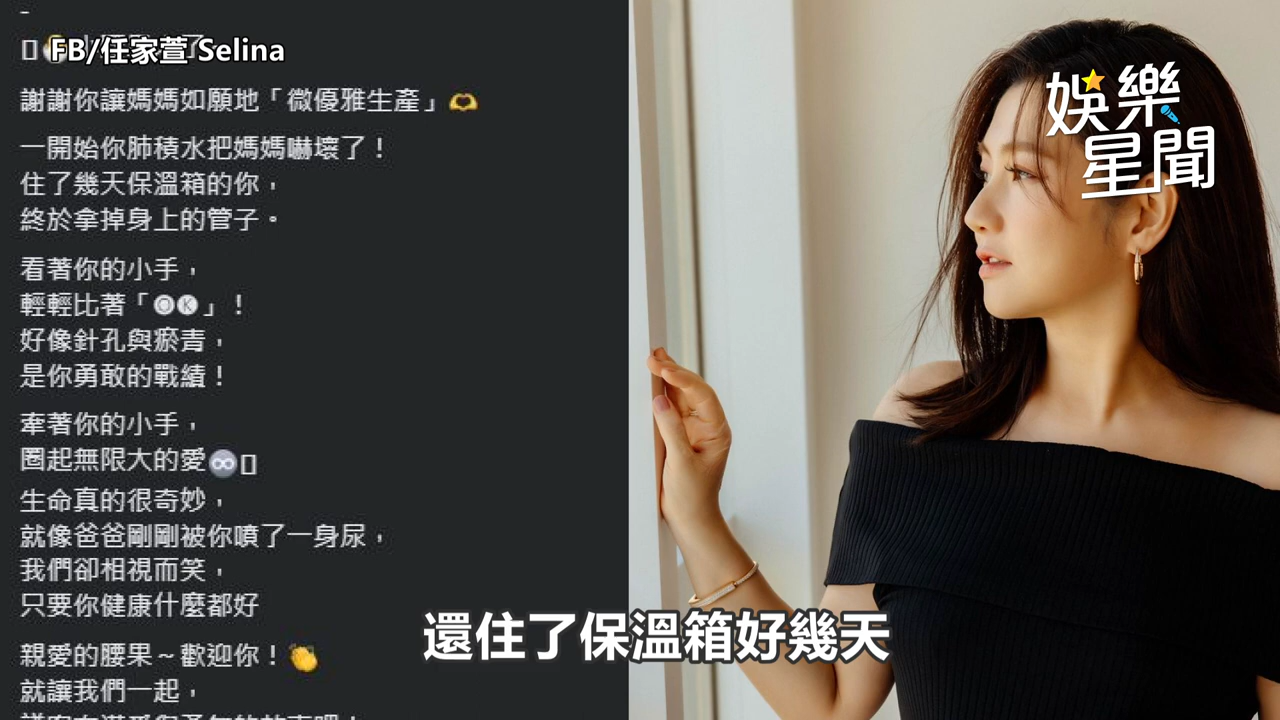 FB/任家萱 Selina
謝謝你讓媽媽如願地「微優雅生產」🫶
一開始你肺積水把媽媽嚇壞了！
住了幾天保溫箱的你，
終於拿掉身上的管子。
看著你的小手，
輕輕比著「🅞🅚」！
好像針孔與瘀青，
是你勇敢的戰績！
牽著你的小手，
圈起無限大的愛♾️
生命真的很奇妙，
就像爸爸剛剛被你噴了一身尿，
我們卻相視而笑，
只要你健康什麼都好
親愛的腰果～歡迎你！👏
就讓我們一起，
娛樂星聞
還住了保溫箱好幾天